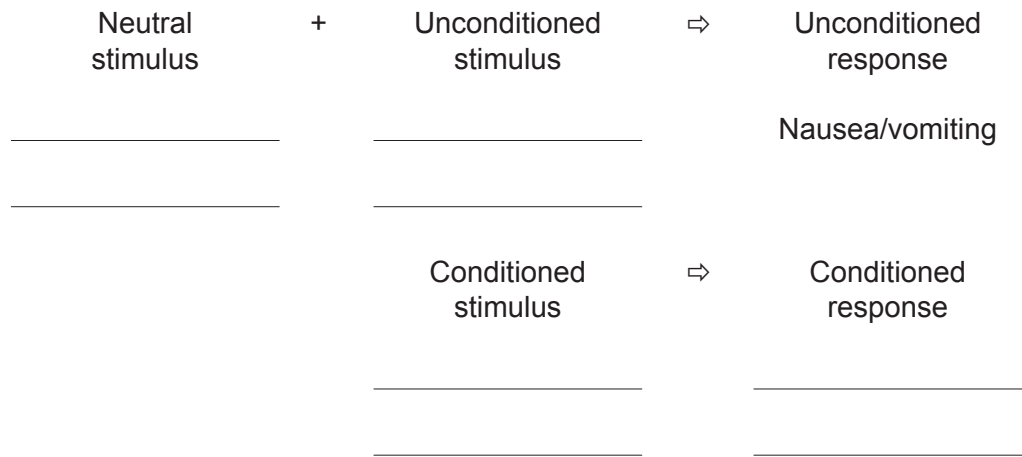 Neutral + Unconditioned ⇨ Unconditioned
stimulus stimulus response
Nausea/vomiting
Conditioned ⇨ Conditioned
stimulus response